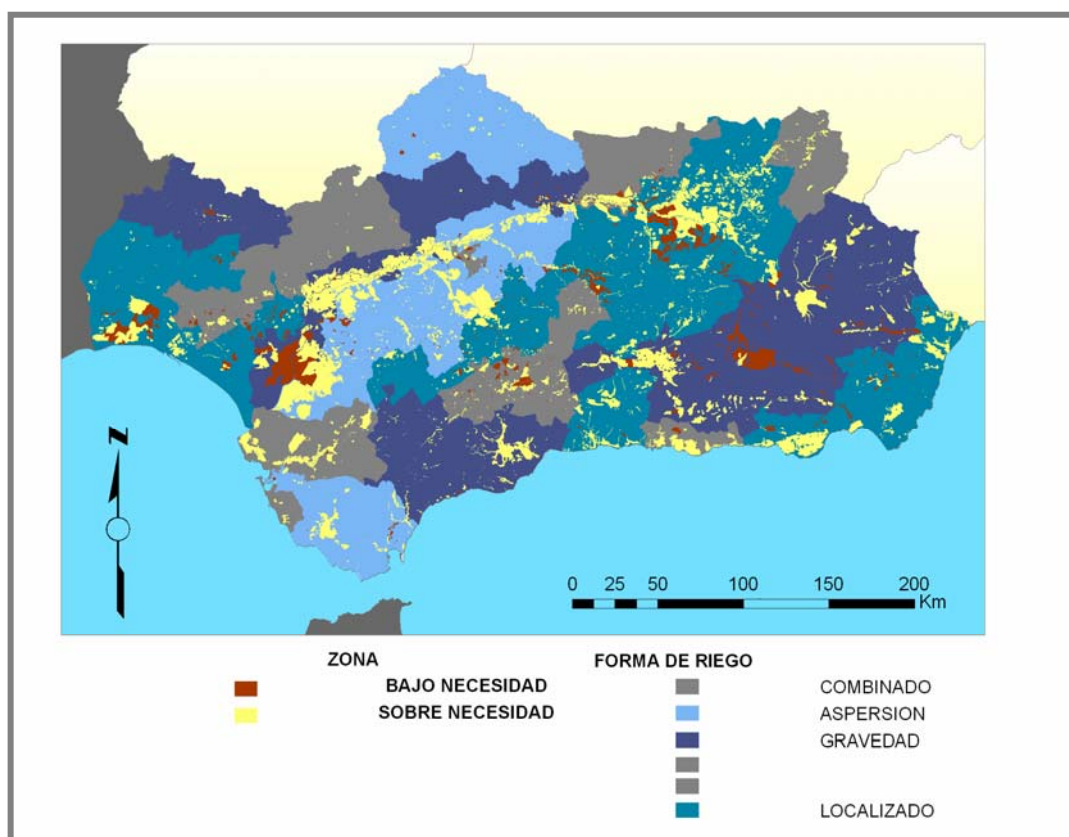 N
0 25 50 100 150 200
Km
ZONA
BAJO NECESIDAD
SOBRE NECESIDAD
FORMA DE RIEGO
COMBINADO
ASPERSION
GRAVEDAD
LOCALIZADO